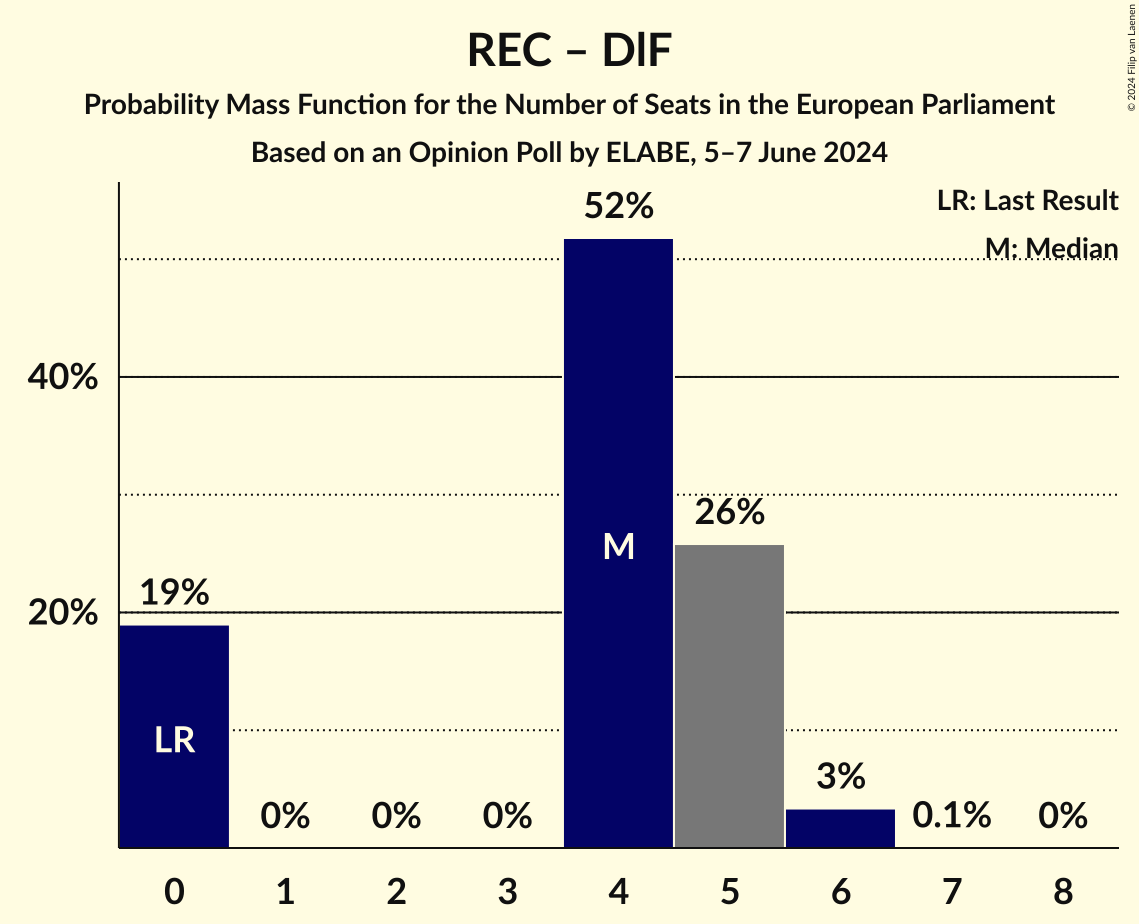 REC – DlF
Probability Mass Function for the Number of Seats in the European Parliament
Based on an Opinion Poll by ELABE, 5–7 June 2024
© 2024 Filip van Laenen
LR: Last Result
M: Median
52%
40%
26%
M
19%
20%
LR
3%
0%
0%
0%
0.1%
0%
0 1 2 3 4 5 6 7 8